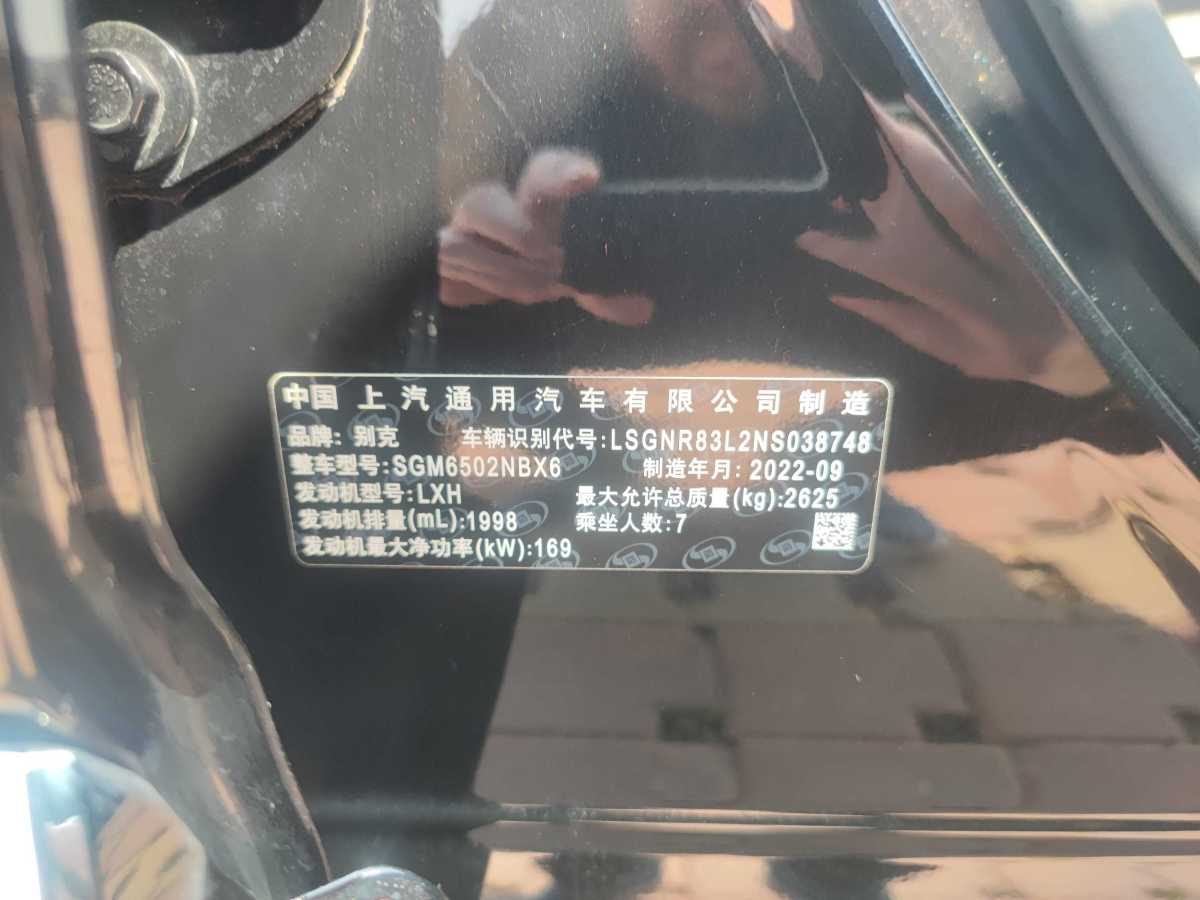 中国 上汽通用汽车有限公司制造
品牌: 别克 车辆识别代号:LSGNR83L2NS038748
整车型号:SGM6502NBX6 制造年月: 2022-09
发动机型号:LXH 最大允许总质量(kg):2625
发动机排量(mL):1998 乘坐人数:7
发动机最大净功率(kW):169